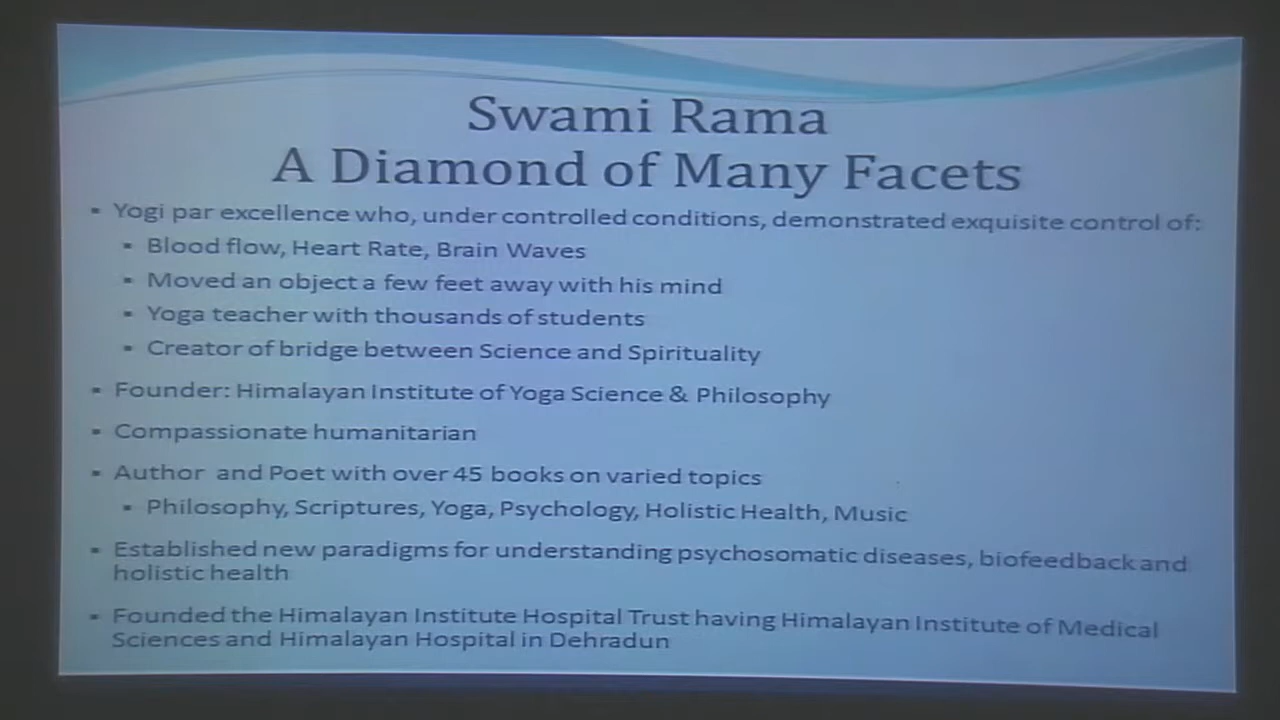 Swami Rama
A Diamond of Many Facets
▪ Yogi par excellence who, under controlled conditions, demonstrated exquisite control of:
▪ Blood flow, Heart Rate, Brain Waves
▪ Moved an object a few feet away with his mind
▪ Yoga teacher with thousands of students
▪ Creator of bridge between Science and Spirituality
▪ Founder: Himalayan Institute of Yoga Science & Philosophy
▪ Compassionate humanitarian
▪ Author and Poet with over 45 books on varied topics
▪ Philosophy, Scriptures, Yoga, Psychology, Holistic Health, Music
▪ Established new paradigms for understanding psychosomatic diseases, biofeedback and
holistic health
▪ Founded the Himalayan Institute Hospital Trust having Himalayan Institute of Medical
Sciences and Himalayan Hospital in Dehradun